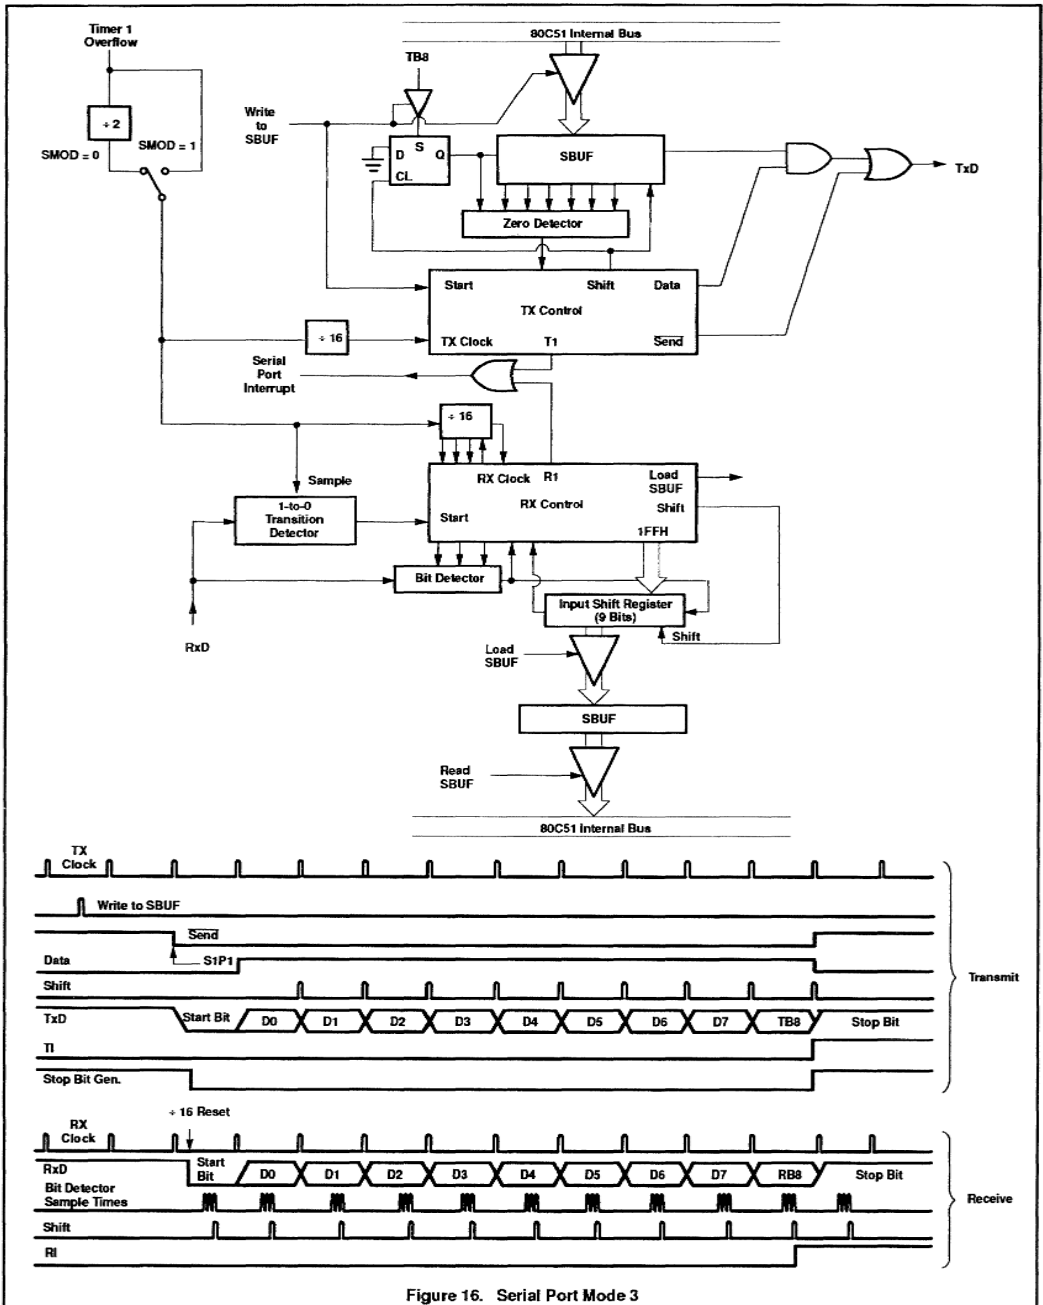 Timer 1
Overflow
80C51 Internal Bus
TB8
÷ 2
Write
to
SBUF
SMOD = 0
SMOD = 1
D
S
Q
CL
SBUF
TxD
Zero Detector
Start
Shift
Data
TX Control
÷ 16
TX Clock
T1
Send
Serial
Port
Interrupt
÷ 16
Sample
RX Clock
R1
Load
SBUF
RX Control
Shift
Start
1FFH
1-to-0
Transition
Detector
Bit Detector
Input Shift Register
(9 Bits)
Shift
RxD
Load
SBUF
SBUF
Read
SBUF
80C51 Internal Bus
TX
Clock
Write to SBUF
Send
Data
S1P1
Shift
TxD
Start Bit
D0
D1
D2
D3
D4
D5
D6
D7
TB8
Stop Bit
TI
Stop Bit Gen.
Transmit
÷ 16 Reset
RX
Clock
RxD
Start
Bit
D0
D1
D2
D3
D4
D5
D6
D7
RB8
Stop Bit
Bit Detector
Sample Times
Shift
RI
Receive
Figure 16. Serial Port Mode 3